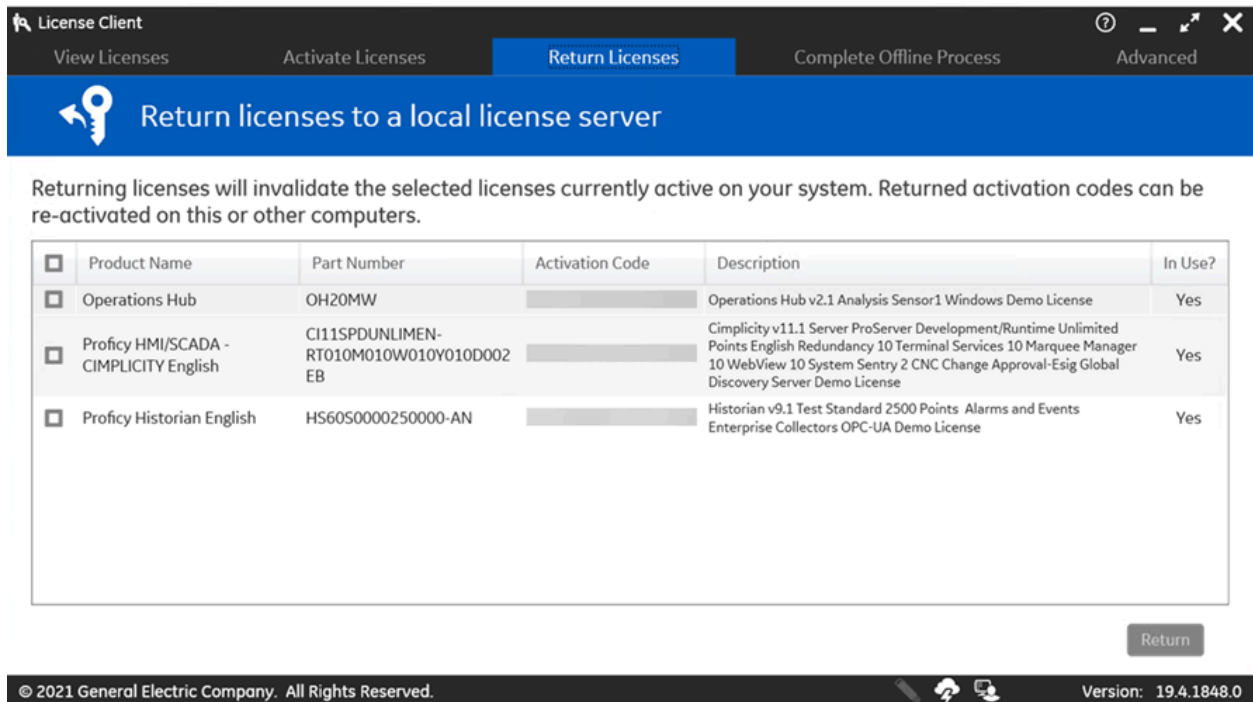 License Client
View Licenses Activate Licenses Return Licenses Complete Offline Process Advanced
Return licenses to a local license server
Returning licenses will invalidate the selected licenses currently active on your system. Returned activation codes can be
re-activated on this or other computers.
Product Name Part Number Activation Code Description In Use?
Operations Hub OH20MW Operations Hub v2.1 Analysis Sensor1 Windows Demo License Yes
Proficy HMI/SCADA -
CIMPLICITY English
CI11SPDUNLIMEN-
RT010M010W010Y010D002
EB
Cimplicity v11.1 Server ProServer Development/Runtime Unlimited
Points English Redundancy 10 Terminal Services 10 Marquee Manager
10 WebView 10 System Sentry 2 CNC Change Approval-Esig Global
Discovery Server Demo License
Yes
Proficy Historian English HS60S0000250000-AN
Historian v9.1 Test Standard 2500 Points Alarms and Events
Enterprise Collectors OPC-UA Demo License
Yes
Return
© 2021 General Electric Company. All Rights Reserved. Version: 19.4.1848.0